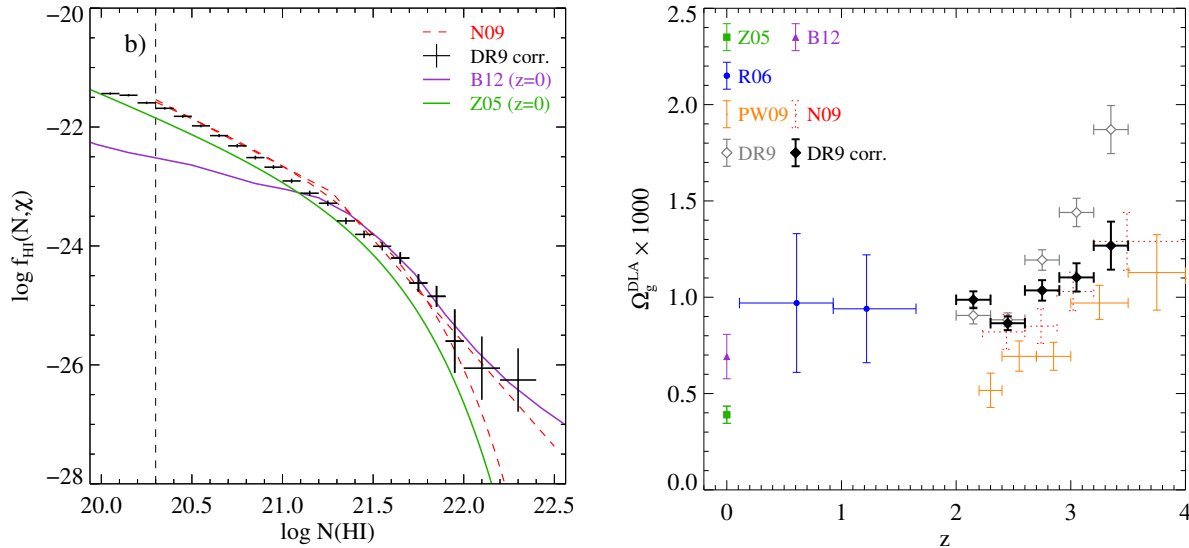 b)
N09
DR9 corr.
B12 (z=0)
Z05 (z=0)
−20
−22
−24
−26
−28
log f_HI(N,χ)
20.0 20.5 21.0 21.5 22.0 22.5
log N(HI)
Z05 B12
R06
PW09 N09
DR9 DR9 corr.
2.5
2.0
1.5
1.0
0.5
0.0
Ω_g^DLA × 1000
0 1 2 3 4
z